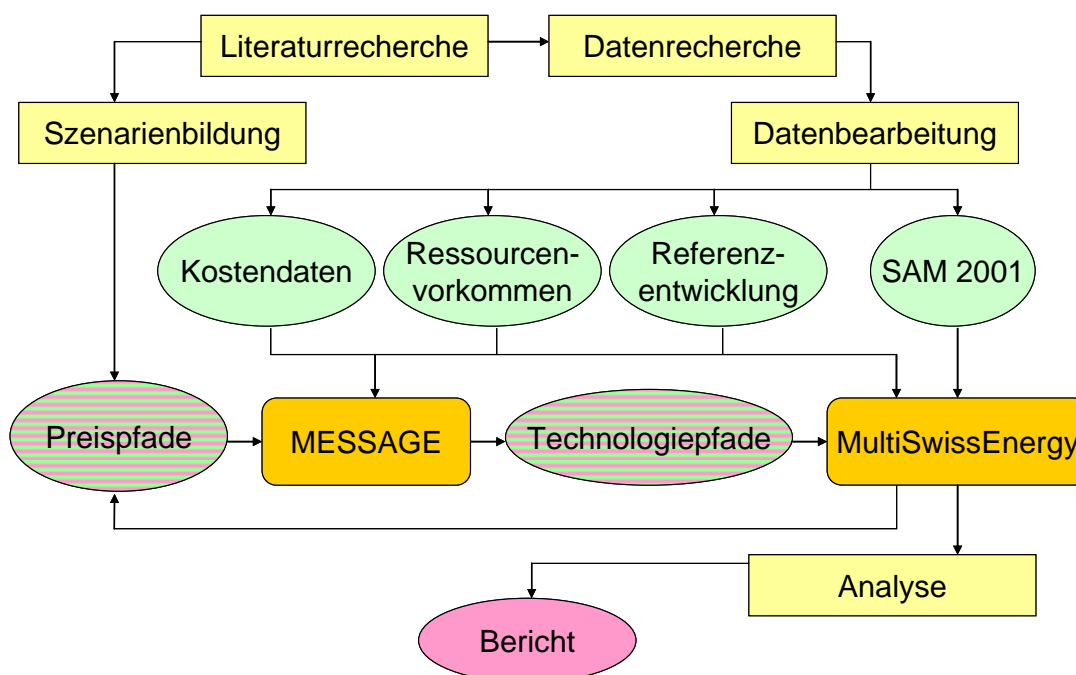 Literaturrecherche
Datenrecherche
Szenarienbildung
Datenbearbeitung
Kostendaten
Ressourcen-
vorkommen
Referenz-
entwicklung
SAM 2001
Preispfade
MESSAGE
Technologiepfade
MultiSwissEnergy
Analyse
Bericht